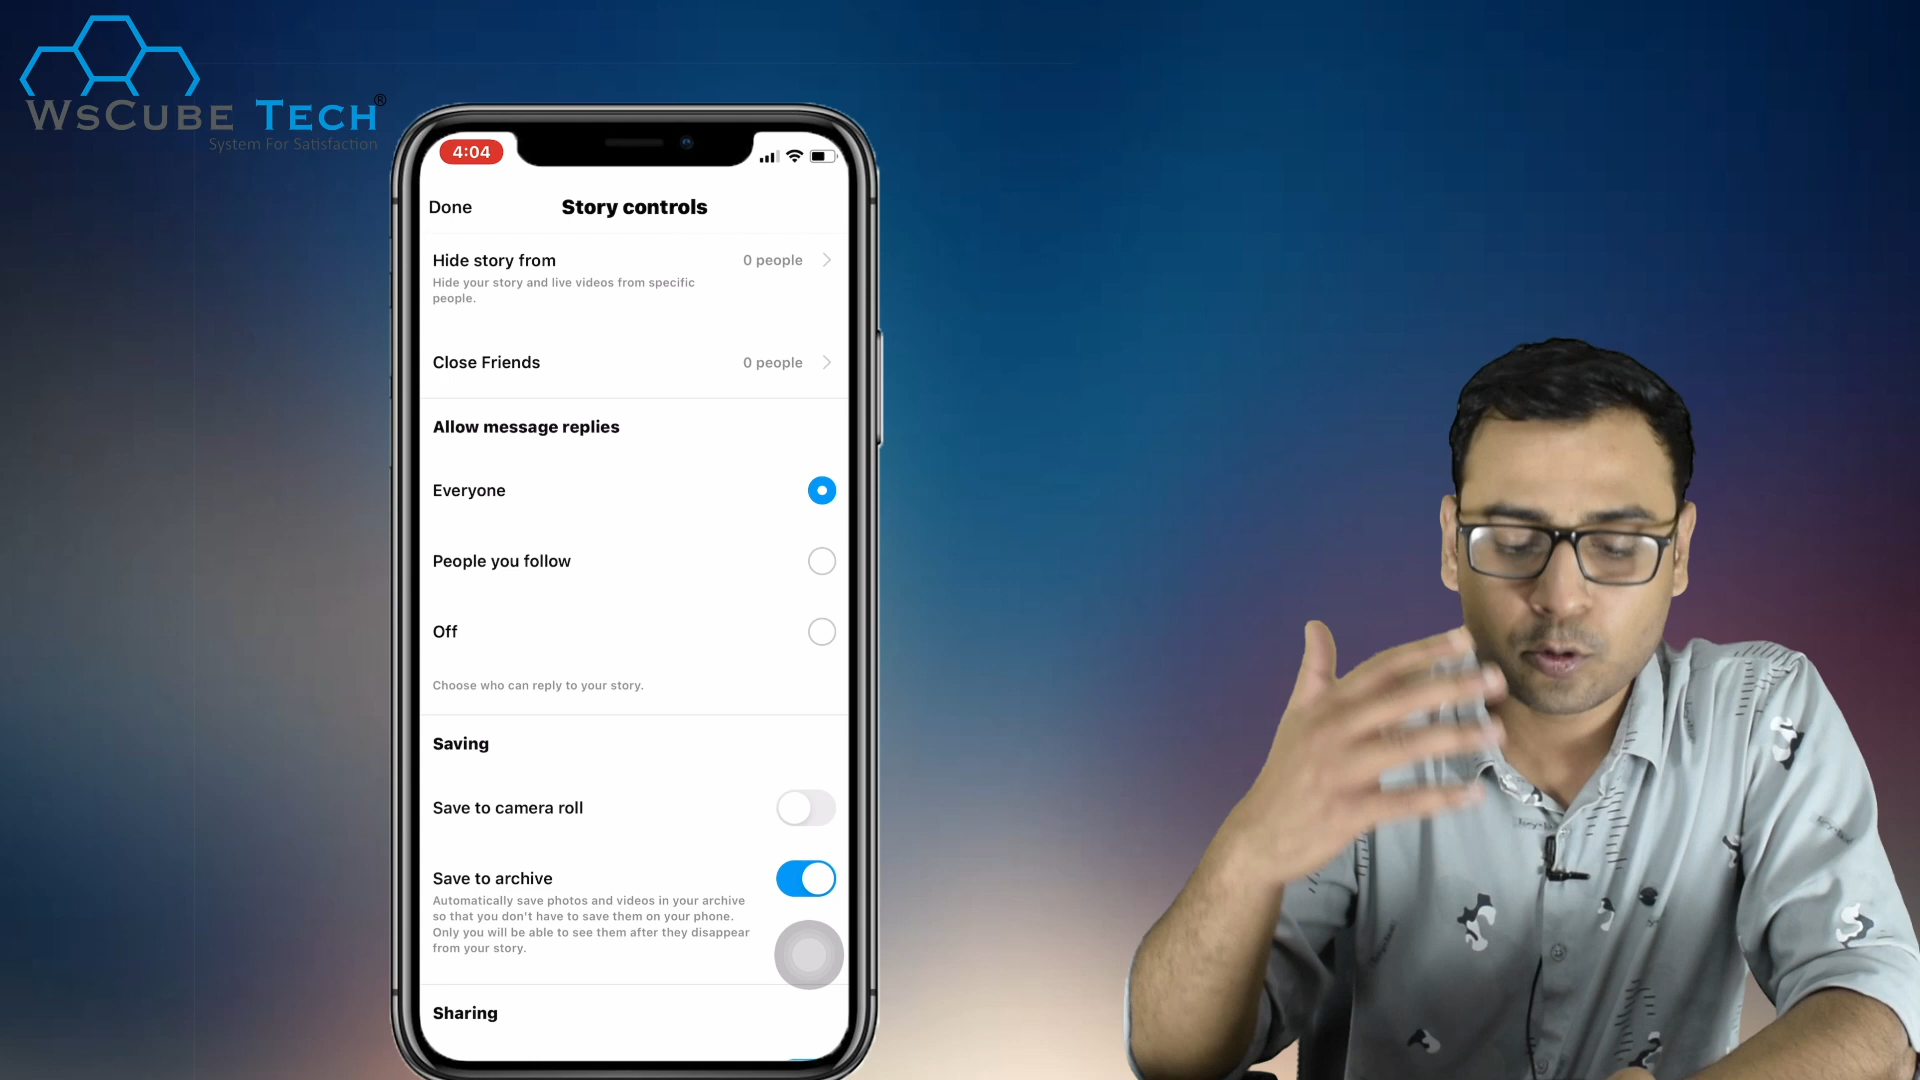 WsCube Tech®
System For Satisfaction
4:04
Done
Story controls
Hide story from
0 people
Hide your story and live videos from specific
people.
Close Friends
0 people
Allow message replies
Everyone
People you follow
Off
Choose who can reply to your story.
Saving
Save to camera roll
Save to archive
Automatically save photos and videos in your archive
so that you don't have to save them on your phone.
Only you will be able to see them after they disappear
from your story.
Sharing